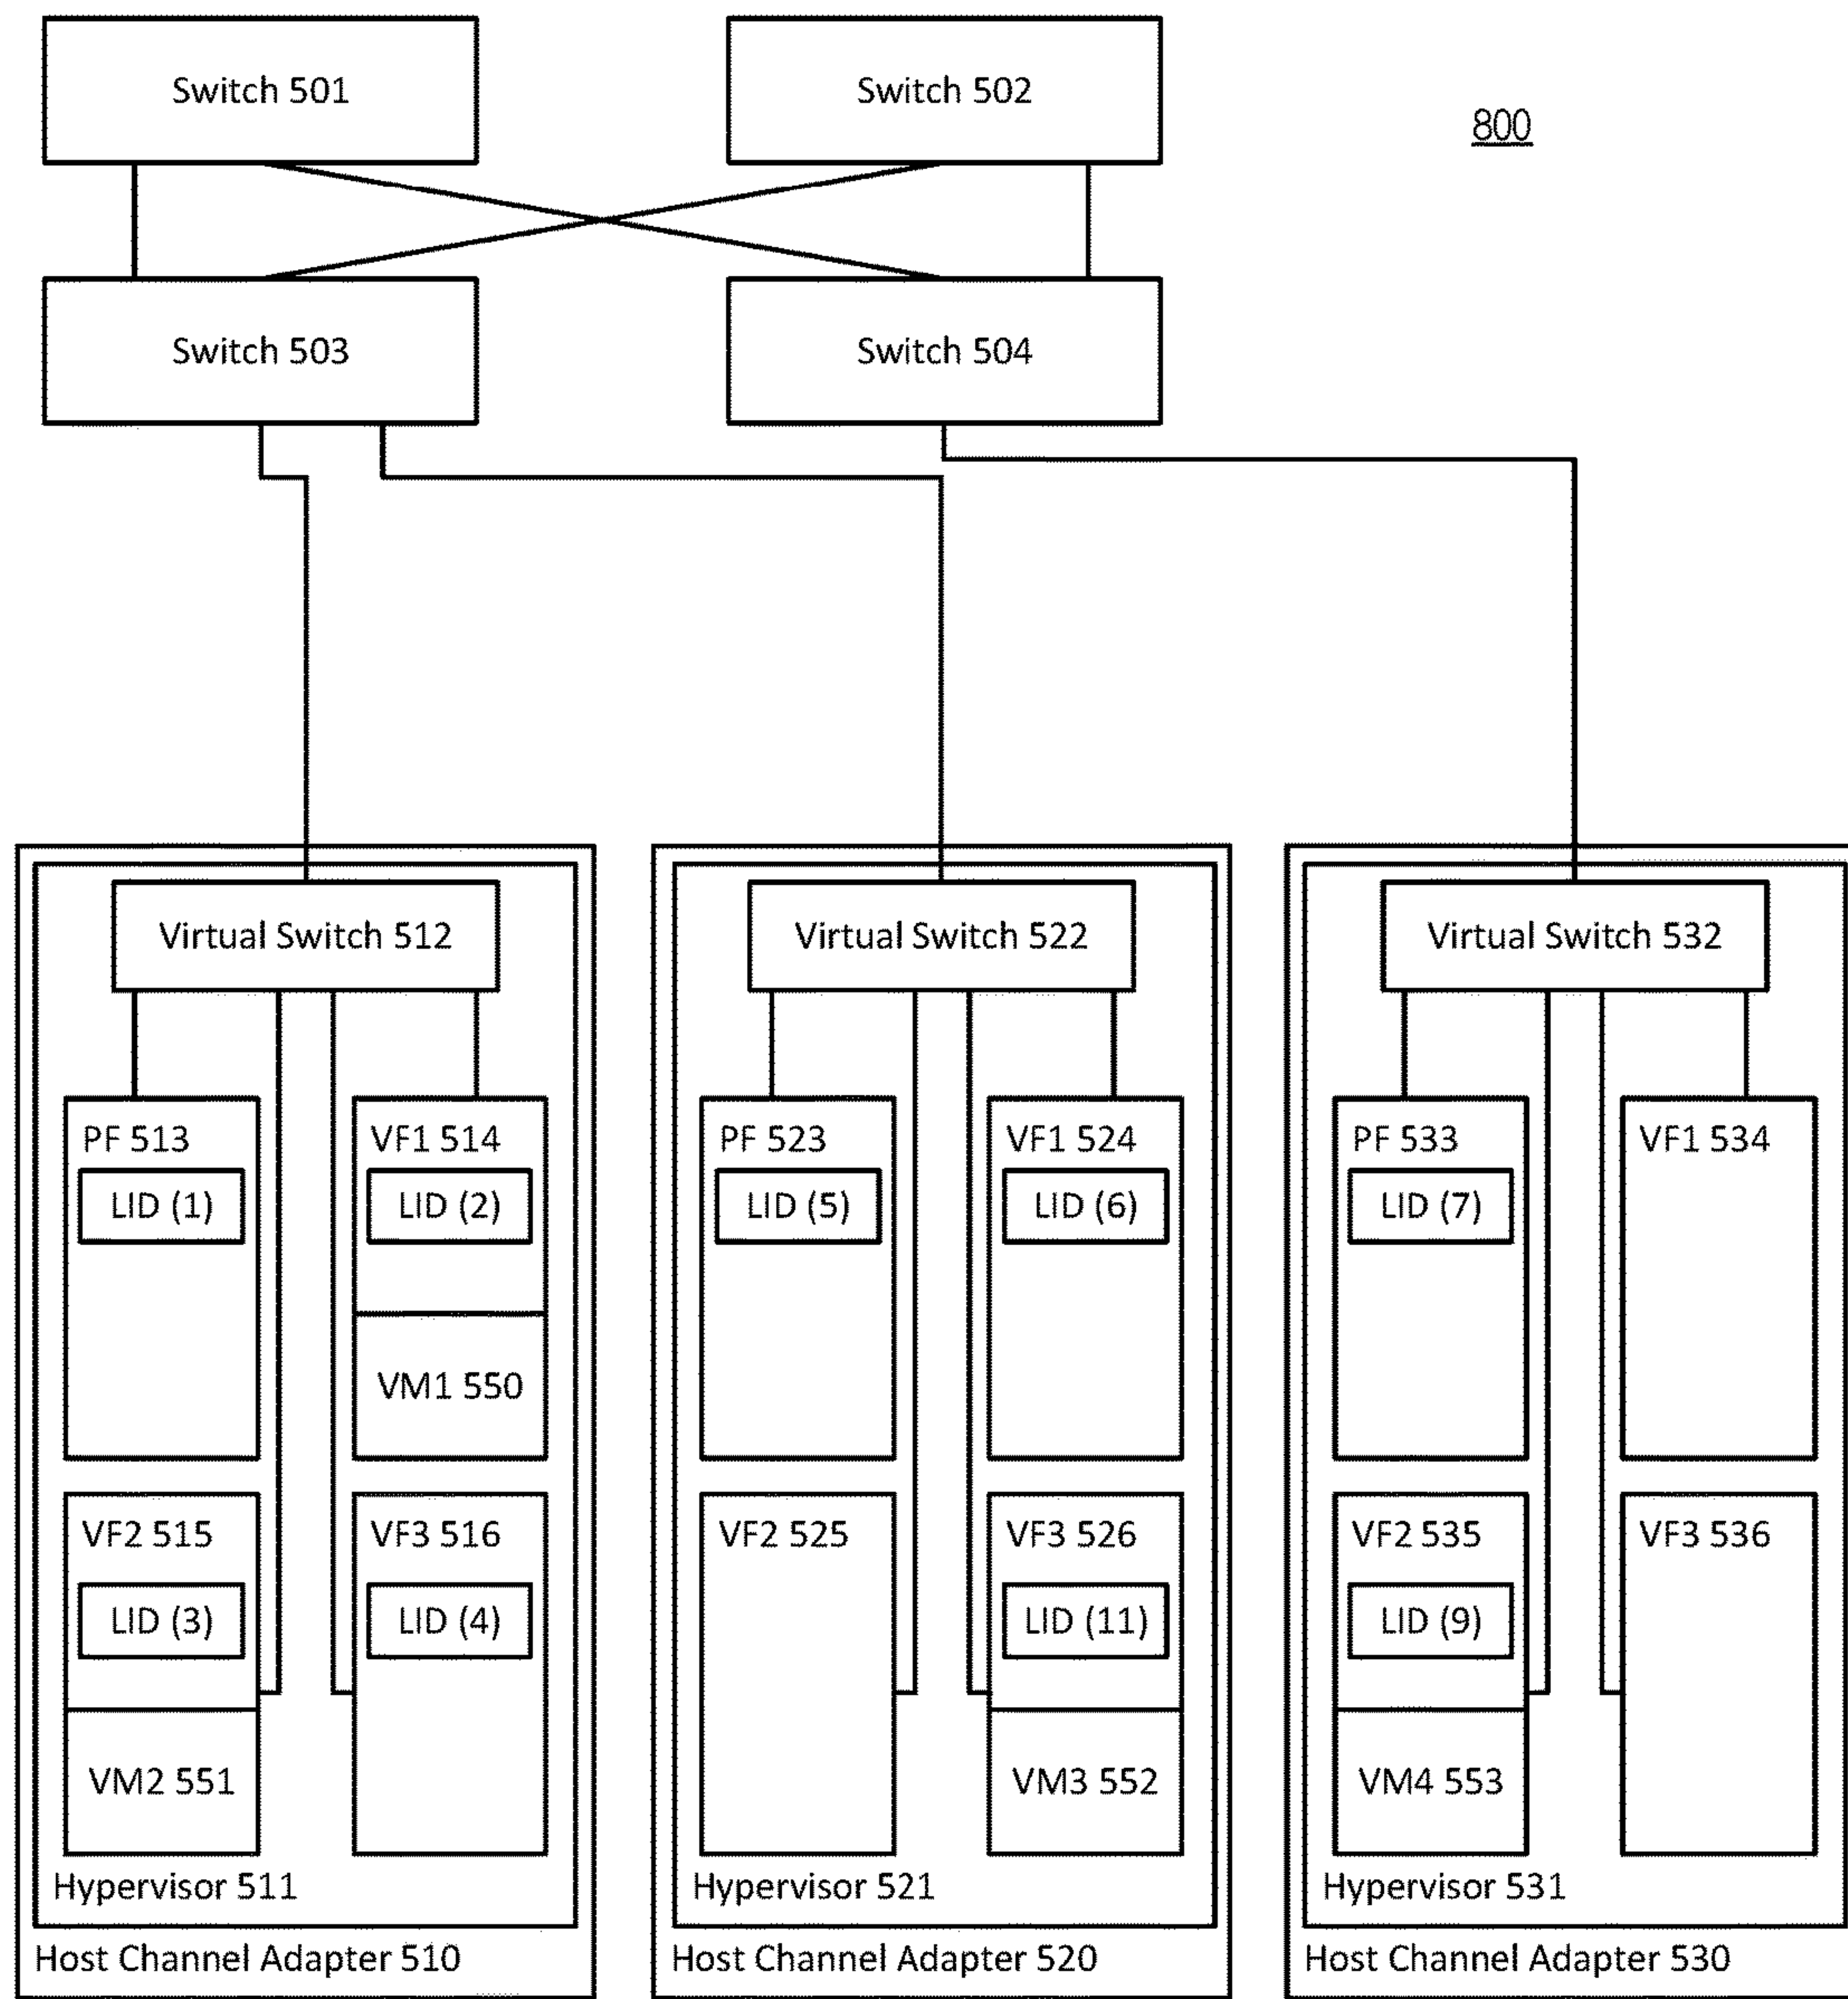 Switch 501
Switch 502
800
Switch 503
Switch 504
Virtual Switch 512
Virtual Switch 522
Virtual Switch 532
PF 513
LID (1)
VF1 514
LID (2)
VM1 550
PF 523
LID (5)
VF1 524
LID (6)
PF 533
LID (7)
VF1 534
VF2 515
LID (3)
VM2 551
VF3 516
LID (4)
VF2 525
VF3 526
LID (11)
VM3 552
VF2 535
LID (9)
VM4 553
VF3 536
Hypervisor 511
Hypervisor 521
Hypervisor 531
Host Channel Adapter 510
Host Channel Adapter 520
Host Channel Adapter 530